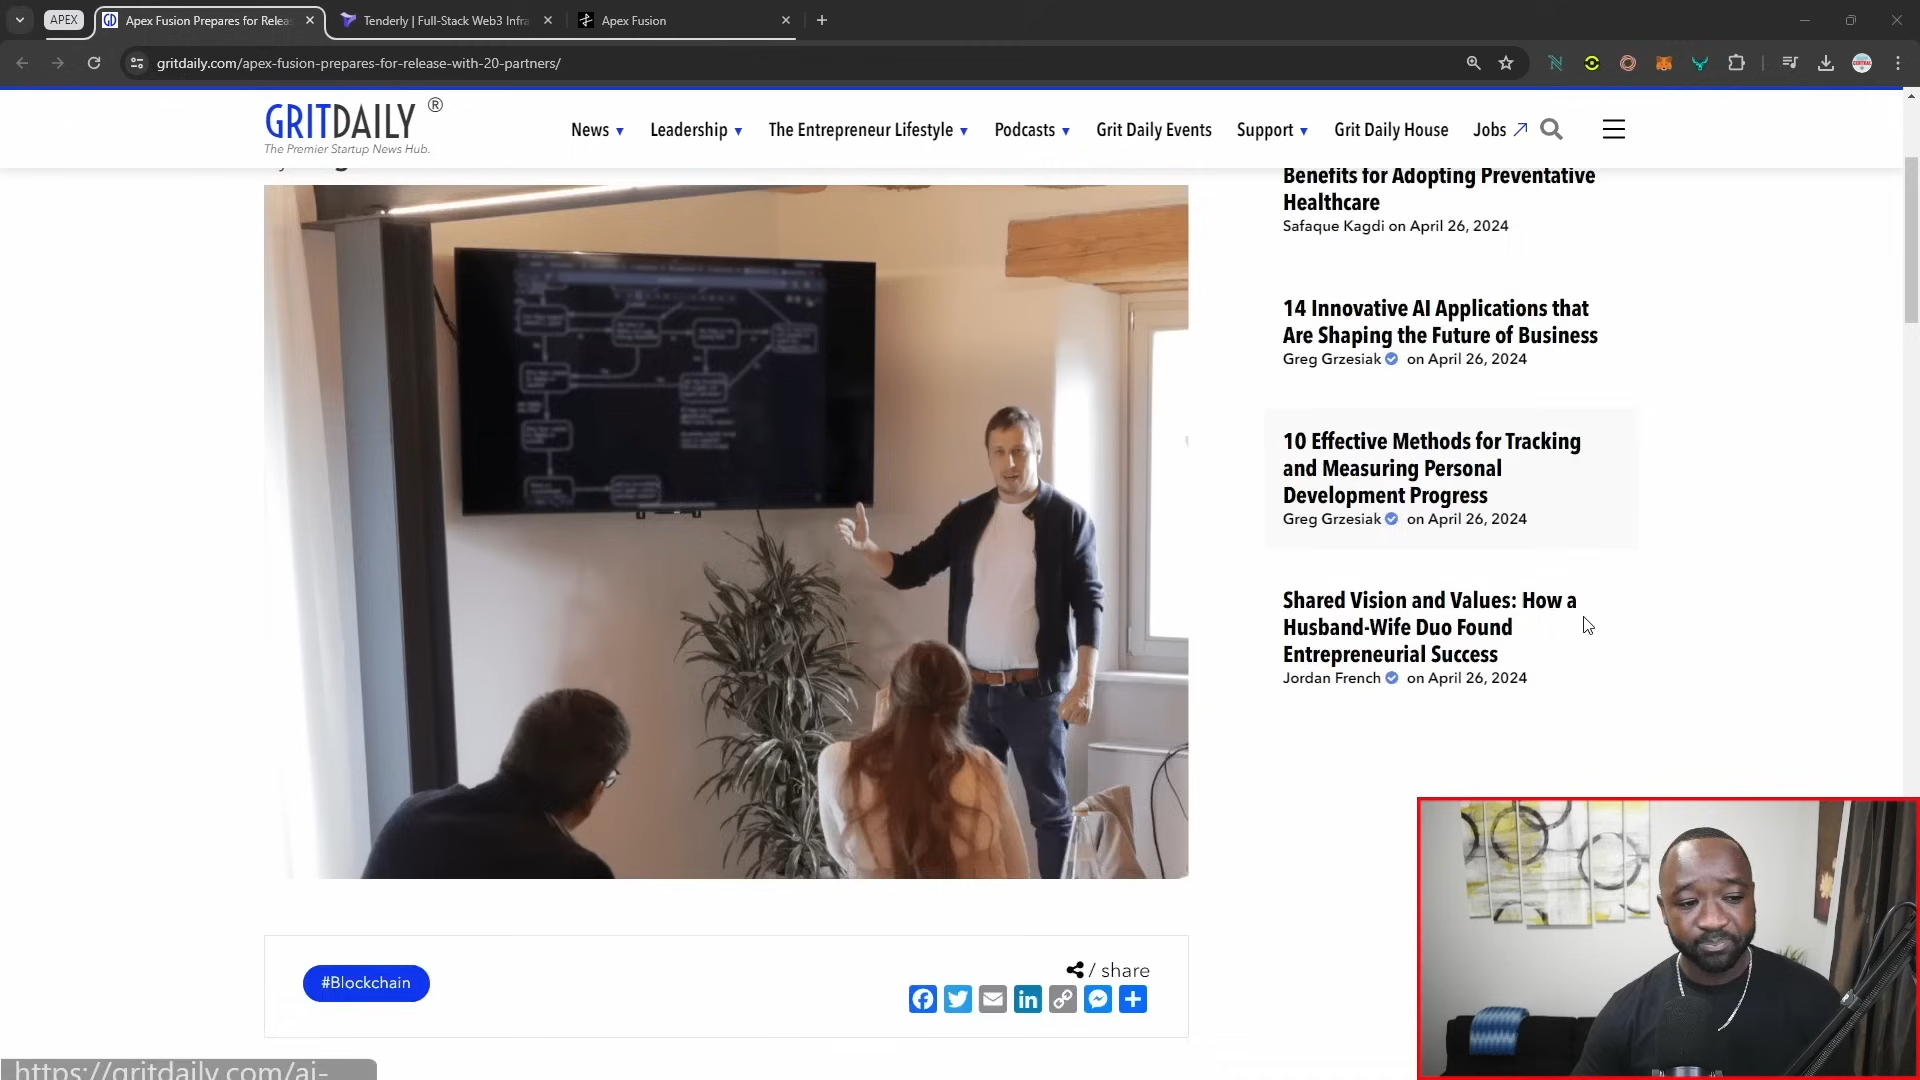 APEX
Apex Fusion Prepares for Relea
Tenderly | Full-Stack Web3 Infra
Apex Fusion
gritdaily.com/apex-fusion-prepares-for-release-with-20-partners/
GRITDAILY ®
The Premier Startup News Hub.
News
Leadership
The Entrepreneur Lifestyle
Podcasts
Grit Daily Events
Support
Grit Daily House
Jobs
Benefits for Adopting Preventative
Healthcare
Safaque Kagdi on April 26, 2024
14 Innovative AI Applications that
Are Shaping the Future of Business
Greg Grzesiak on April 26, 2024
10 Effective Methods for Tracking
and Measuring Personal
Development Progress
Greg Grzesiak on April 26, 2024
Shared Vision and Values: How a
Husband-Wife Duo Found
Entrepreneurial Success
Jordan French on April 26, 2024
#Blockchain
/ share
https://gritdaily.com/ai-